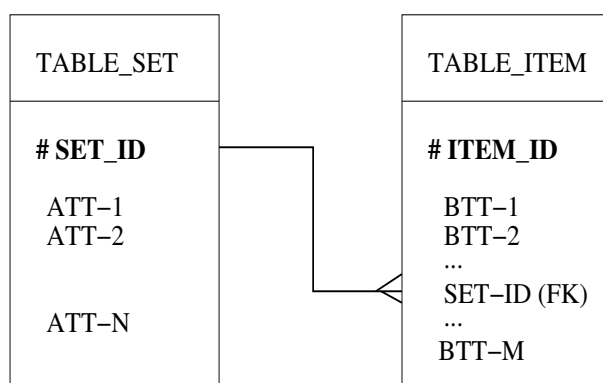 TABLE_SET
# SET_ID
ATT−1
ATT−2
ATT−N
TABLE_ITEM
# ITEM_ID
BTT−1
BTT−2
...
SET−ID (FK)
...
BTT−M